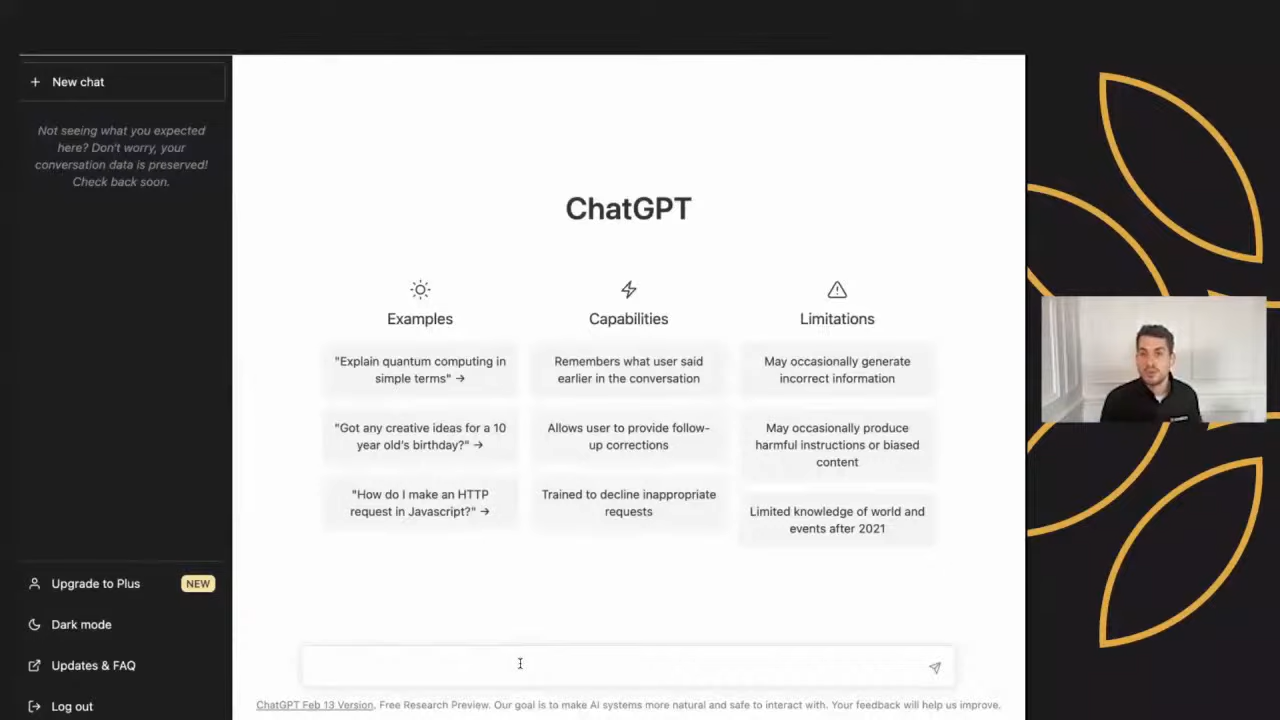 New chat
Not seeing what you expected
here? Don't worry, your
conversation data is preserved!
Check back soon.
Upgrade to Plus
NEW
Dark mode
Updates & FAQ
Log out
ChatGPT
Examples
"Explain quantum computing in
simple terms" →
"Got any creative ideas for a 10
year old's birthday?" →
"How do I make an HTTP
request in Javascript?" →
Capabilities
Remembers what user said
earlier in the conversation
Allows user to provide follow-
up corrections
Trained to decline inappropriate
requests
Limitations
May occasionally generate
incorrect information
May occasionally produce
harmful instructions or biased
content
Limited knowledge of world and
events after 2021
ChatGPT Feb 13 Version. Free Research Preview. Our goal is to make AI systems more natural and safe to interact with. Your feedback will help us improve.